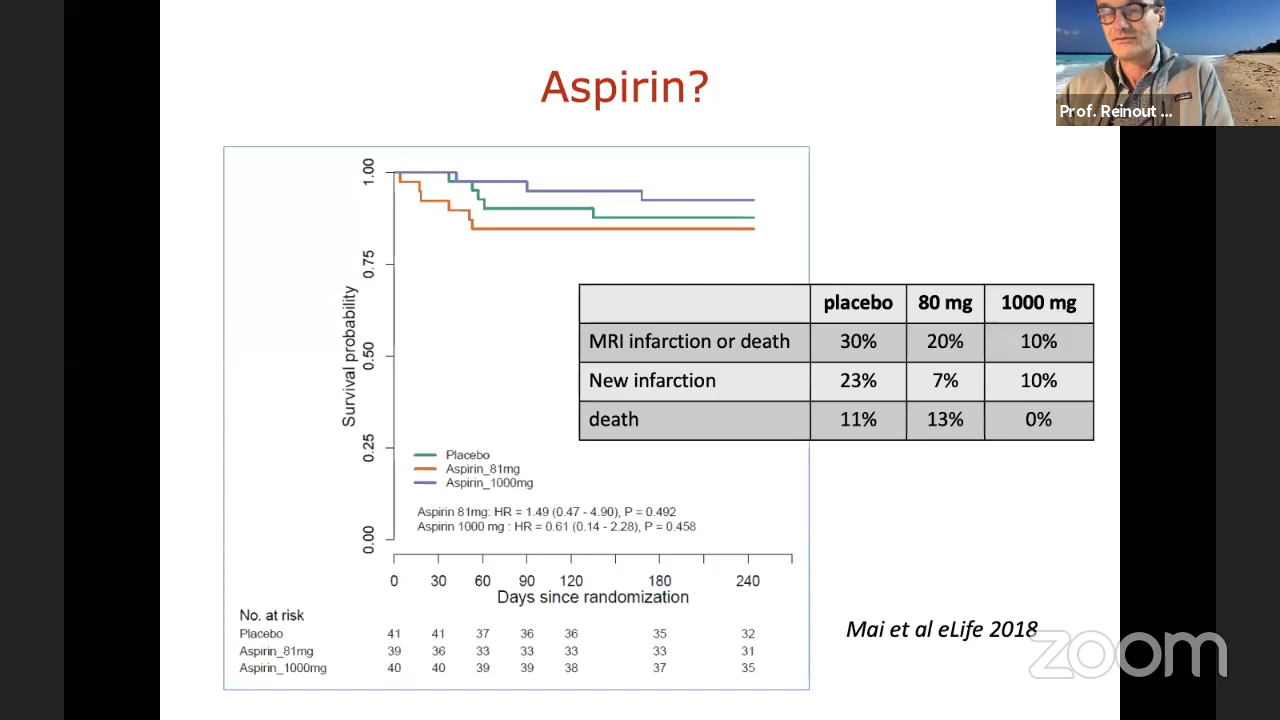 Aspirin?
Prof. Reinout ...
1.00
0.75
0.50
0.25
0.00
Survival probability
Placebo
Aspirin_81mg
Aspirin_1000mg
Aspirin 81mg: HR = 1.49 (0.47 - 4.90), P = 0.492
Aspirin 1000 mg : HR = 0.61 (0.14 - 2.28), P = 0.458
0 30 60 90 120 180 240
Days since randomization
No. at risk
Placebo 41 41 37 36 36 35 32
Aspirin_81mg 39 36 33 33 33 33 31
Aspirin_1000mg 40 40 39 39 38 37 35
placebo 80 mg 1000 mg
MRI infarction or death 30% 20% 10%
New infarction 23% 7% 10%
death 11% 13% 0%
Mai et al eLife 2018
zoom